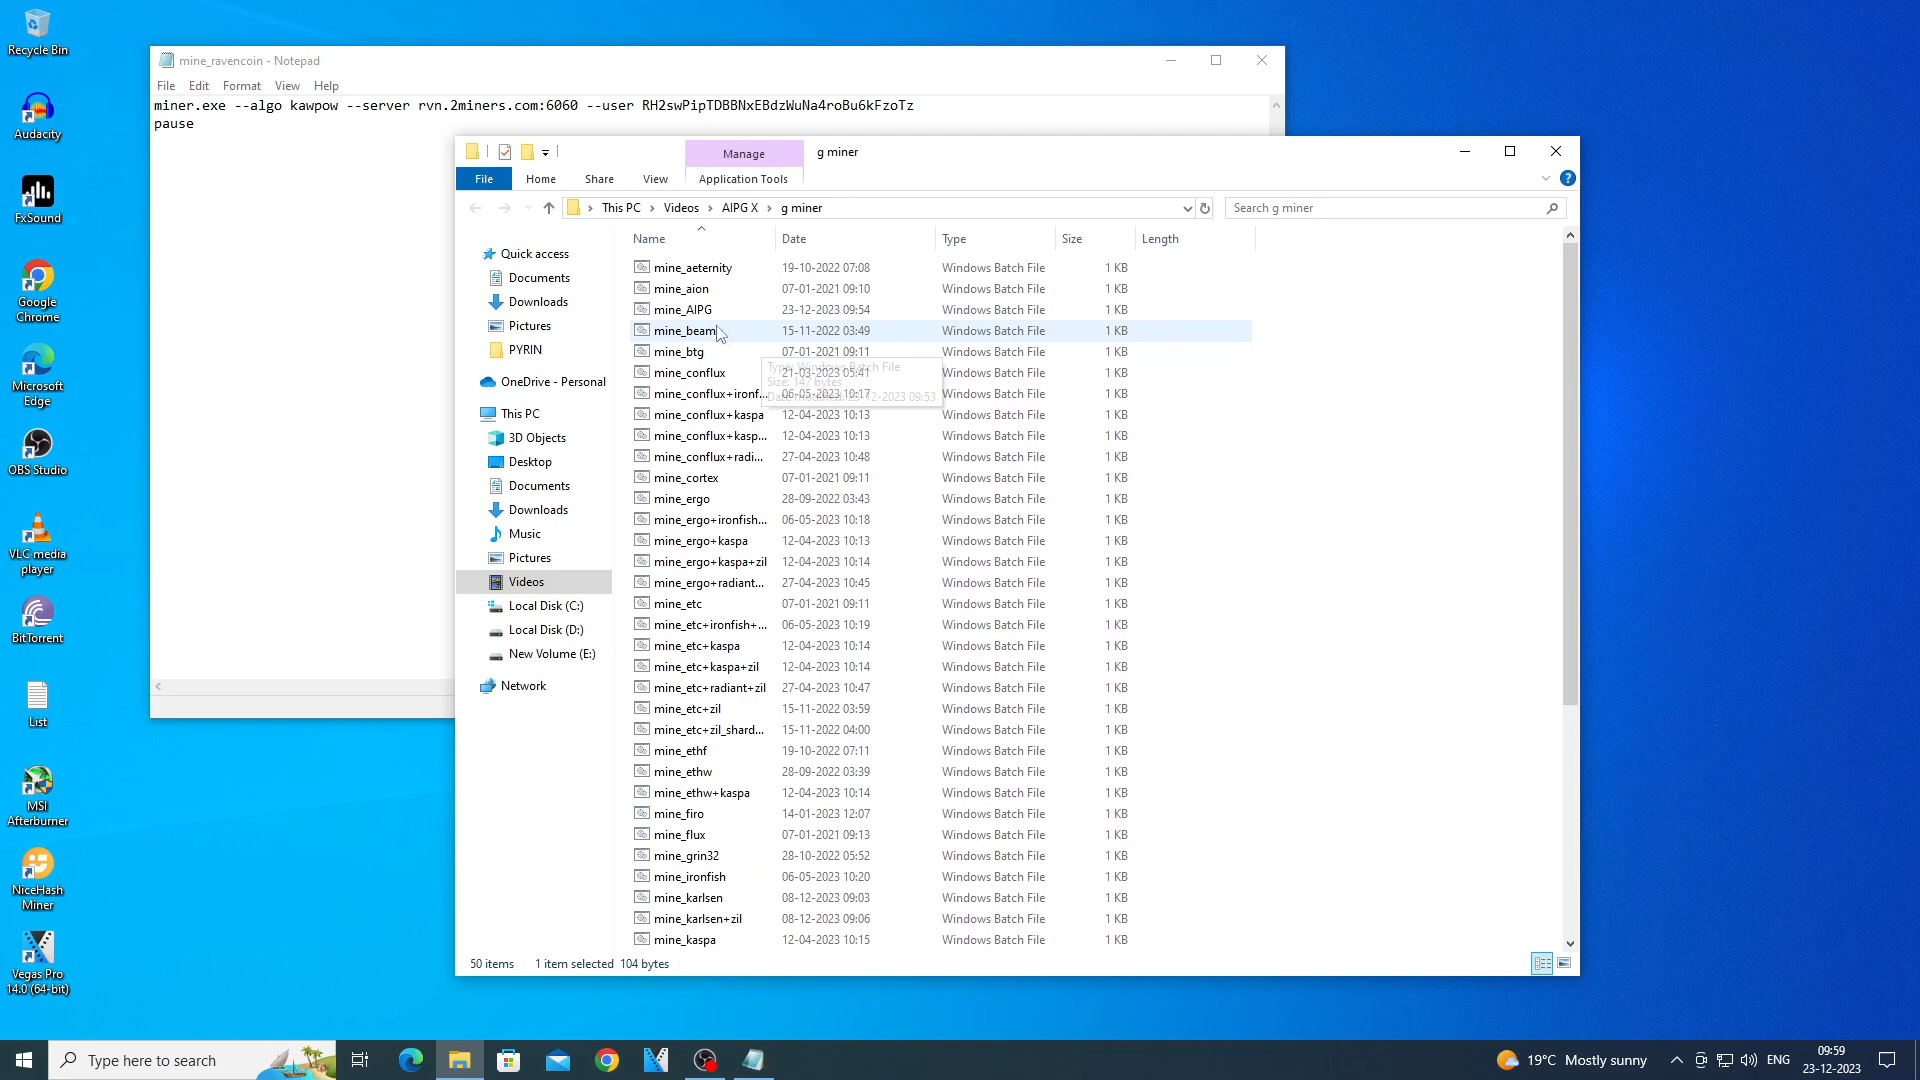 Recycle Bin
Audacity
FxSound
Google
Chrome
Microsoft
Edge
OBS Studio
VLC media
player
BitTorrent
List
MSI
Afterburner
NiceHash
Miner
Vegas Pro
14.0 (64-bit)
mine_ravencoin - Notepad
File Edit Format View Help
miner.exe --algo kawpow --server rvn.2miners.com:6060 --user RH2swPipTDBBNxEBdzWuNa4roBu6kFzoTz
pause
Manage g miner
File Home Share View Application Tools
This PC Videos AIPG X g miner
Search g miner
Quick access
Documents
Downloads
Pictures
PYRIN
OneDrive - Personal
This PC
3D Objects
Desktop
Documents
Downloads
Music
Pictures
Videos
Local Disk (C:)
Local Disk (D:)
New Volume (E:)
Network
Name Date Type Size Length
mine_aeternity 19-10-2022 07:08 Windows Batch File 1 KB
mine_aion 07-01-2021 09:10 Windows Batch File 1 KB
mine_AIPG 23-12-2023 09:54 Windows Batch File 1 KB
mine_beam 15-11-2022 03:49 Windows Batch File 1 KB
mine_btg 07-01-2021 09:11 Windows Batch File 1 KB
mine_conflux 21-03-2023 05:41 Windows Batch File 1 KB
mine_conflux+ironf... 06-05-2023 10:17 Windows Batch File 1 KB
mine_conflux+kaspa 12-04-2023 10:13 Windows Batch File 1 KB
mine_conflux+kasp... 12-04-2023 10:13 Windows Batch File 1 KB
mine_conflux+radi... 27-04-2023 10:48 Windows Batch File 1 KB
mine_cortex 07-01-2021 09:11 Windows Batch File 1 KB
mine_ergo 28-09-2022 03:43 Windows Batch File 1 KB
mine_ergo+ironfish... 06-05-2023 10:18 Windows Batch File 1 KB
mine_ergo+kaspa 12-04-2023 10:13 Windows Batch File 1 KB
mine_ergo+kaspa+zil 12-04-2023 10:14 Windows Batch File 1 KB
mine_ergo+radiant... 27-04-2023 10:45 Windows Batch File 1 KB
mine_etc 07-01-2021 09:11 Windows Batch File 1 KB
mine_etc+ironfish+... 06-05-2023 10:19 Windows Batch File 1 KB
mine_etc+kaspa 12-04-2023 10:14 Windows Batch File 1 KB
mine_etc+kaspa+zil 12-04-2023 10:14 Windows Batch File 1 KB
mine_etc+radiant+zil 27-04-2023 10:47 Windows Batch File 1 KB
mine_etc+zil 15-11-2022 03:59 Windows Batch File 1 KB
mine_etc+zil_shard... 15-11-2022 04:00 Windows Batch File 1 KB
mine_ethf 19-10-2022 07:11 Windows Batch File 1 KB
mine_ethw 28-09-2022 03:39 Windows Batch File 1 KB
mine_ethw+kaspa 12-04-2023 10:14 Windows Batch File 1 KB
mine_firo 14-01-2023 12:07 Windows Batch File 1 KB
mine_flux 07-01-2021 09:13 Windows Batch File 1 KB
mine_grin32 28-10-2022 05:52 Windows Batch File 1 KB
mine_ironfish 06-05-2023 10:20 Windows Batch File 1 KB
mine_karlsen 08-12-2023 09:03 Windows Batch File 1 KB
mine_karlsen+zil 08-12-2023 09:06 Windows Batch File 1 KB
mine_kaspa 12-04-2023 10:15 Windows Batch File 1 KB
Type: Windows Batch File
Size: 147 bytes
Date modified: 23-12-2023 09:53
50 items 1 item selected 104 bytes
Type here to search
19°C Mostly sunny
ENG
09:59
23-12-2023